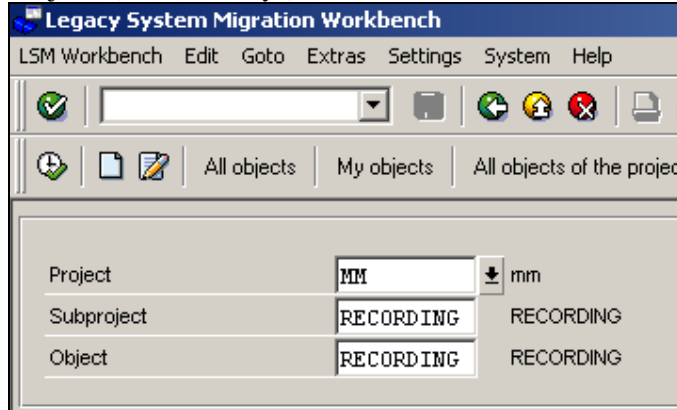 Legacy System Migration Workbench
LSM Workbench Edit Goto Extras Settings System Help
All objects My objects All objects of the projec
Project MM mm
Subproject RECORDING RECORDING
Object RECORDING RECORDING